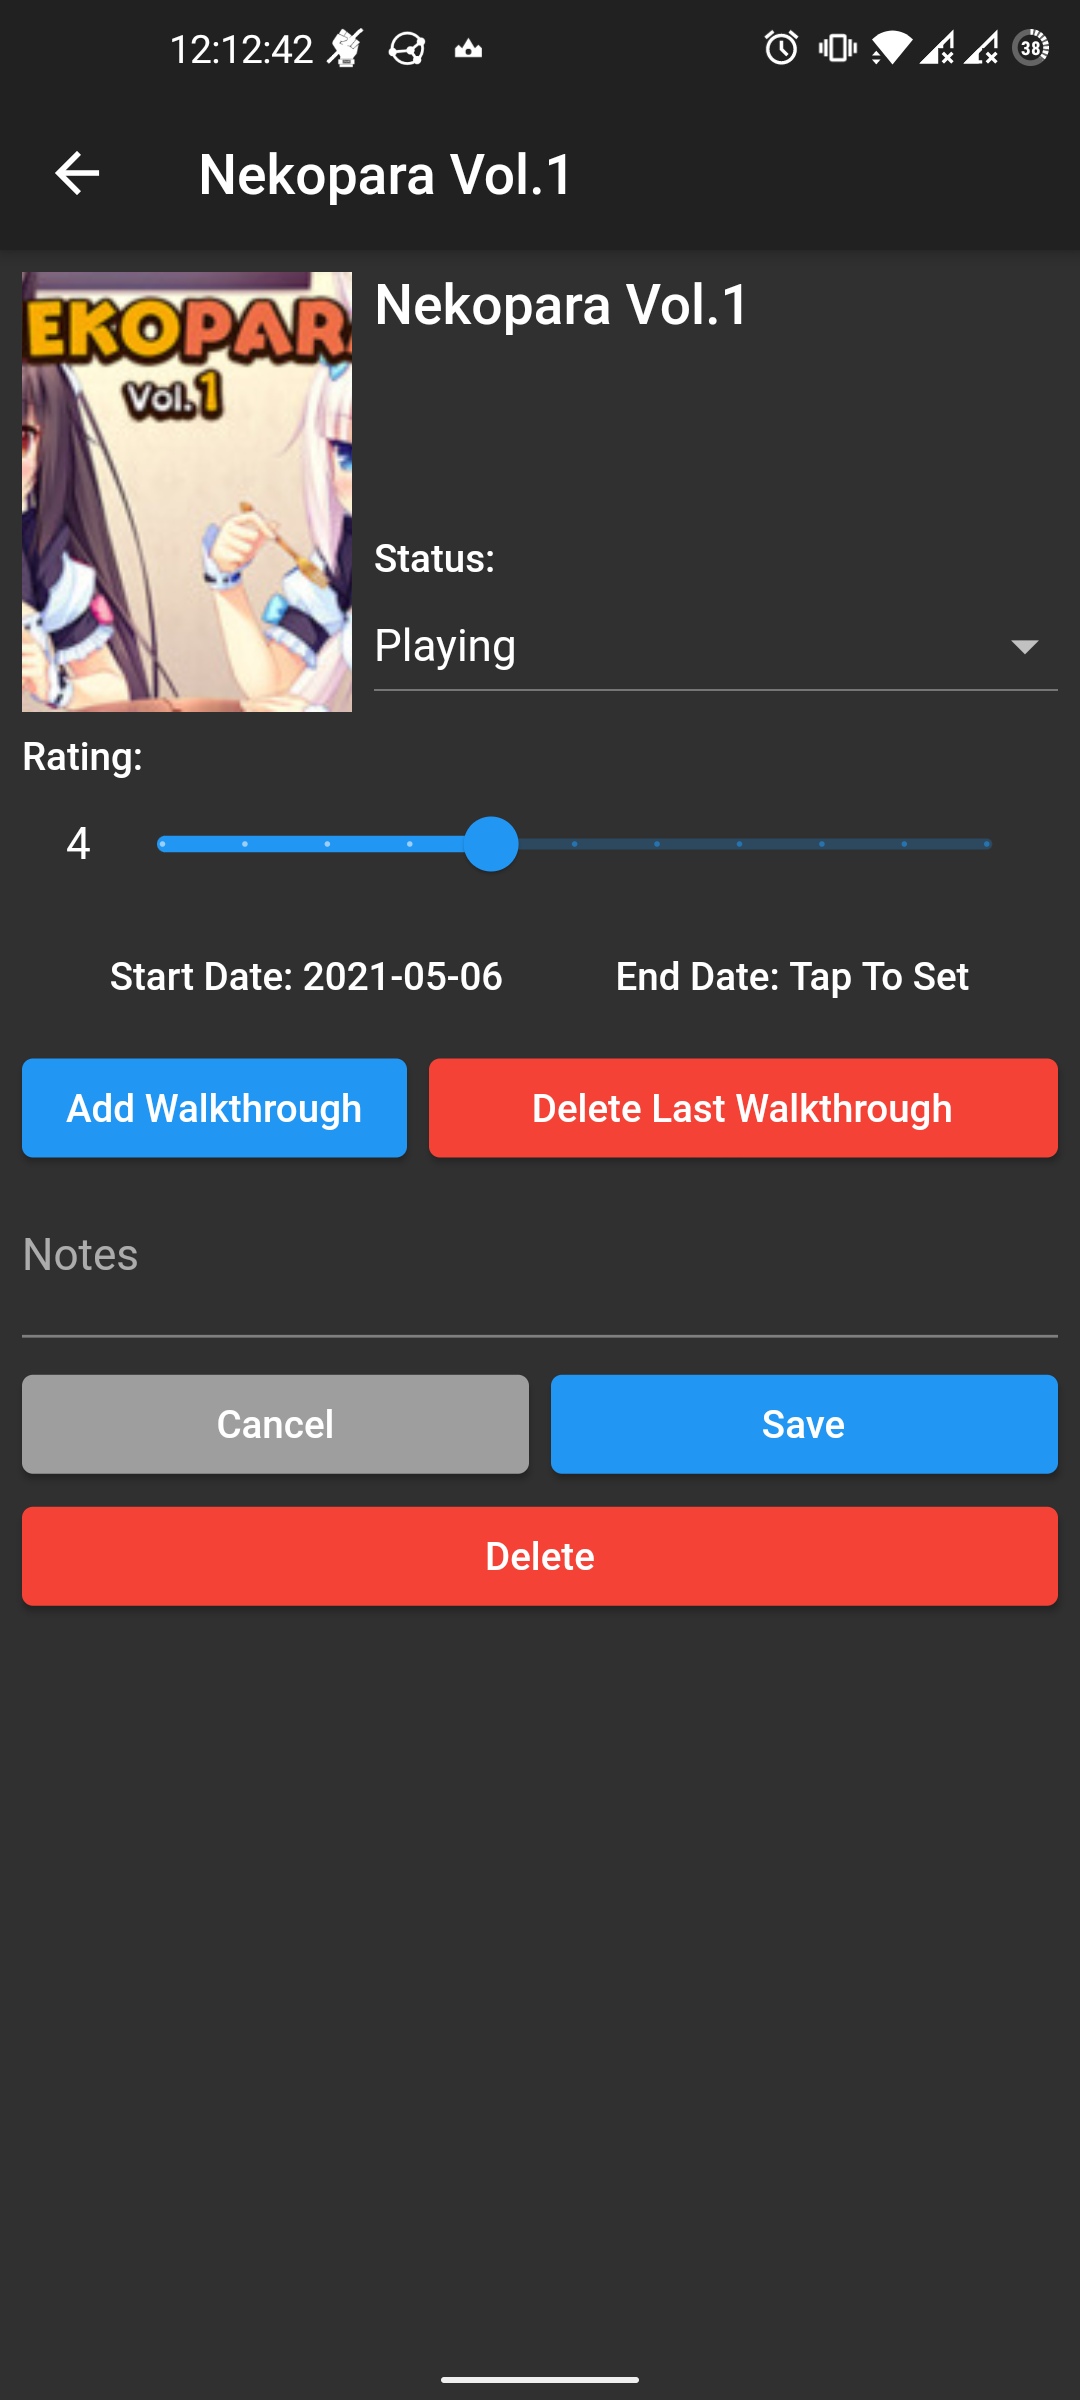 12:12:42
38
Nekopara Vol.1
EKOPAR
Vol.1
Nekopara Vol.1
Status:
Playing
Rating:
4
Start Date: 2021-05-06 End Date: Tap To Set
Add Walkthrough Delete Last Walkthrough
Notes
Cancel Save
Delete